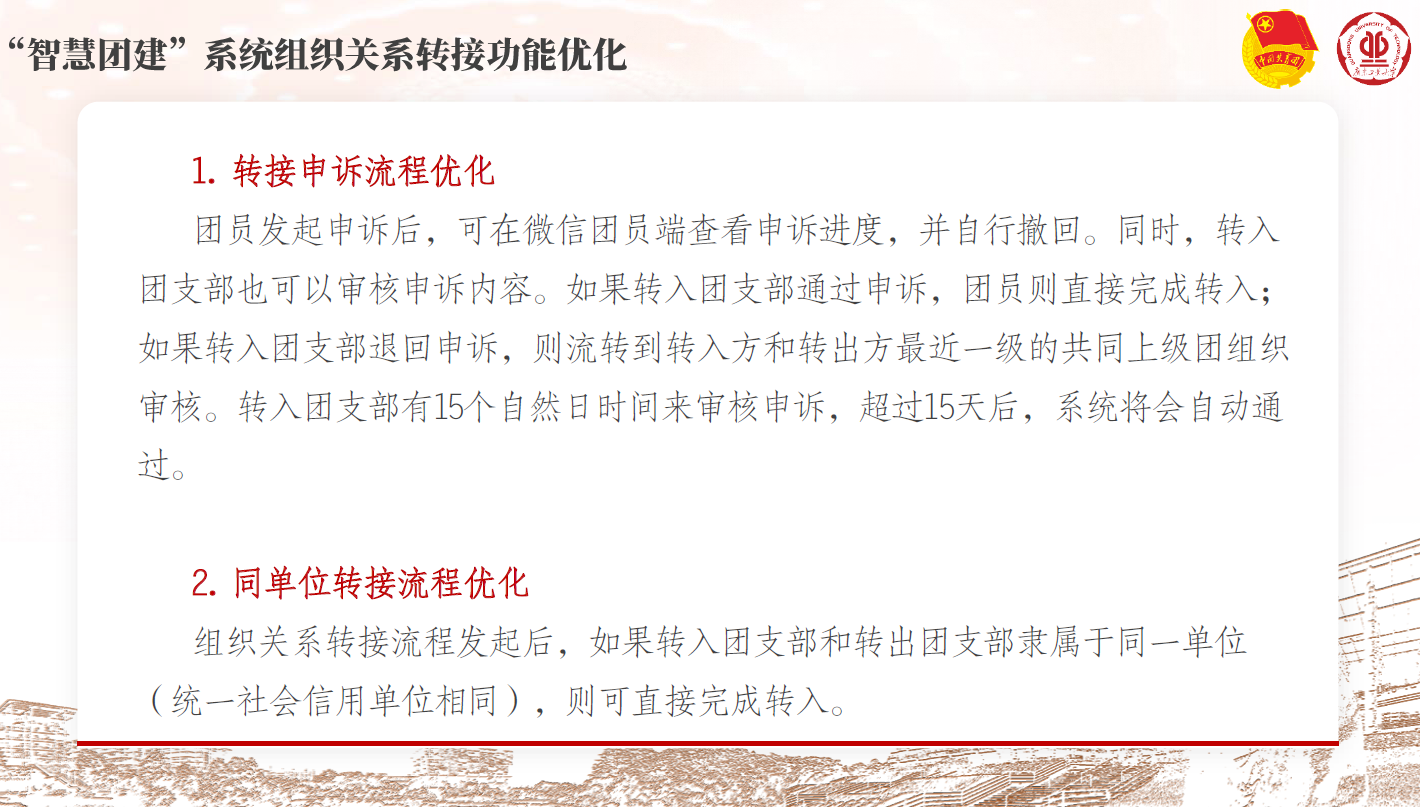 “智慧团建”系统组织关系转接功能优化
中国共青团
GUANGDONG UNIVERSITY OF TECHNOLOGY
1. 转接申诉流程优化
团员发起申诉后，可在微信团员端查看申诉进度，并自行撤回。同时，转入
团支部也可以审核申诉内容。如果转入团支部通过申诉，团员则直接完成转入；
如果转入团支部退回申诉，则流转到转入方和转出方最近一级的共同上级团组织
审核。转入团支部有15个自然日时间来审核申诉，超过15天后，系统将会自动通
过。
2. 同单位转接流程优化
组织关系转接流程发起后，如果转入团支部和转出团支部隶属于同一单位
（统一社会信用单位相同），则可直接完成转入。